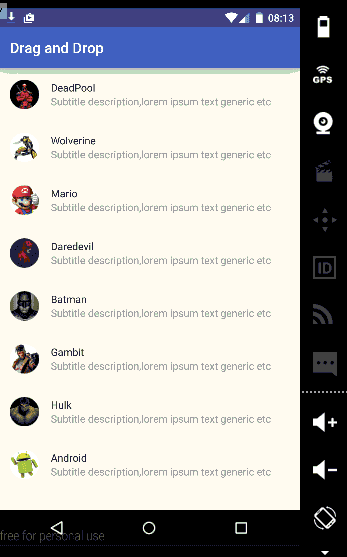 08:13
Drag and Drop
DeadPool
Subtitle description,lorem ipsum text generic etc
Wolverine
Subtitle description,lorem ipsum text generic etc
Mario
Subtitle description,lorem ipsum text generic etc
Daredevil
Subtitle description,lorem ipsum text generic etc
Batman
Subtitle description,lorem ipsum text generic etc
Gambit
Subtitle description,lorem ipsum text generic etc
Hulk
Subtitle description,lorem ipsum text generic etc
Android
Subtitle description,lorem ipsum text generic etc
free for personal use
GPS
ID